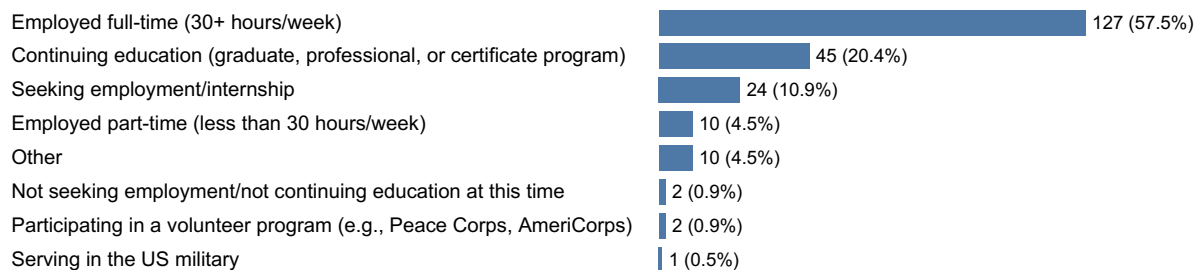 Employed full-time (30+ hours/week) 127 (57.5%)
Continuing education (graduate, professional, or certificate program) 45 (20.4%)
Seeking employment/internship 24 (10.9%)
Employed part-time (less than 30 hours/week) 10 (4.5%)
Other 10 (4.5%)
Not seeking employment/not continuing education at this time 2 (0.9%)
Participating in a volunteer program (e.g., Peace Corps, AmeriCorps) 2 (0.9%)
Serving in the US military 1 (0.5%)